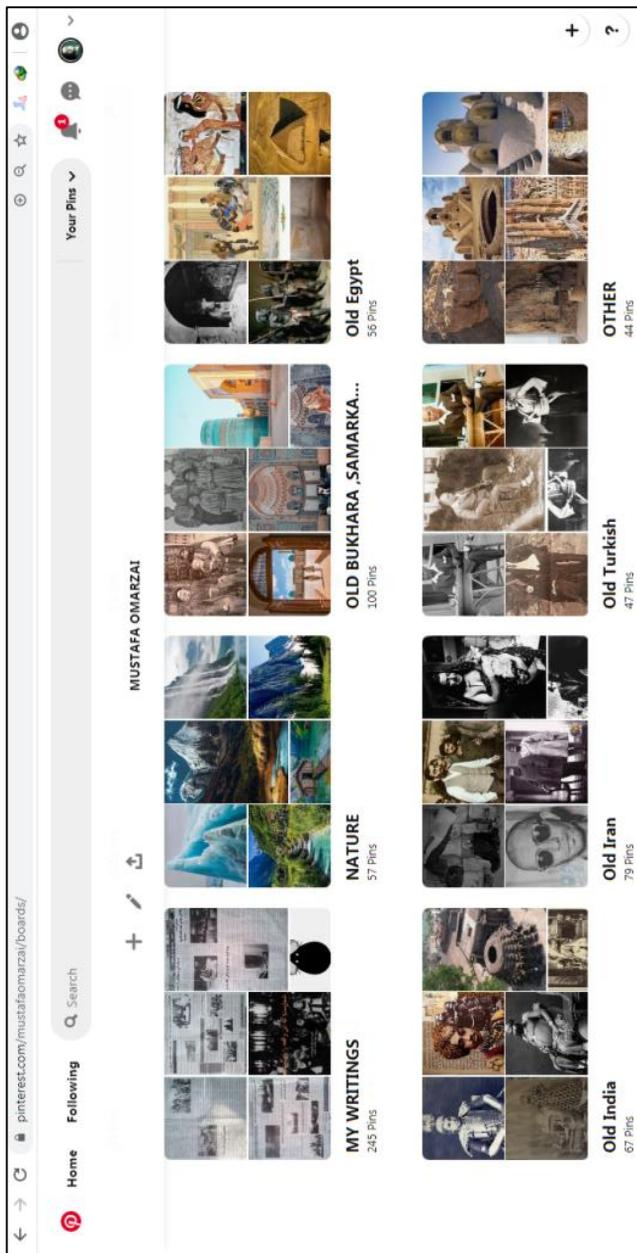 pinterest.com/mustafaomarzai/boards/
Home Following Search Your Pins 1
MUSTAFA OMARZAI
MY WRITINGS NATURE OLD BUKHARA ,SAMARKA... Old Egypt
245 Pins 57 Pins 100 Pins 56 Pins
Old India Old Iran Old Turkish OTHER
67 Pins 79 Pins 47 Pins 44 Pins
+
?